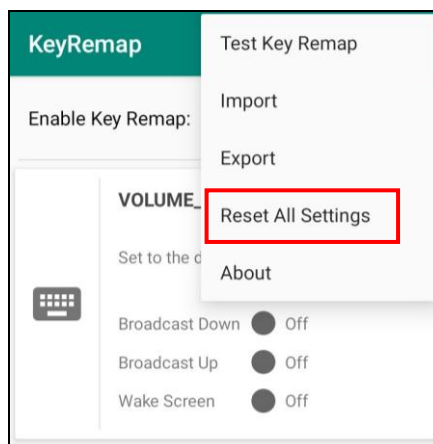 KeyRemap
Test Key Remap
Import
Enable Key Remap:
Export
VOLUME_
Reset All Settings
Set to the d
About
Broadcast Down Off
Broadcast Up Off
Wake Screen Off